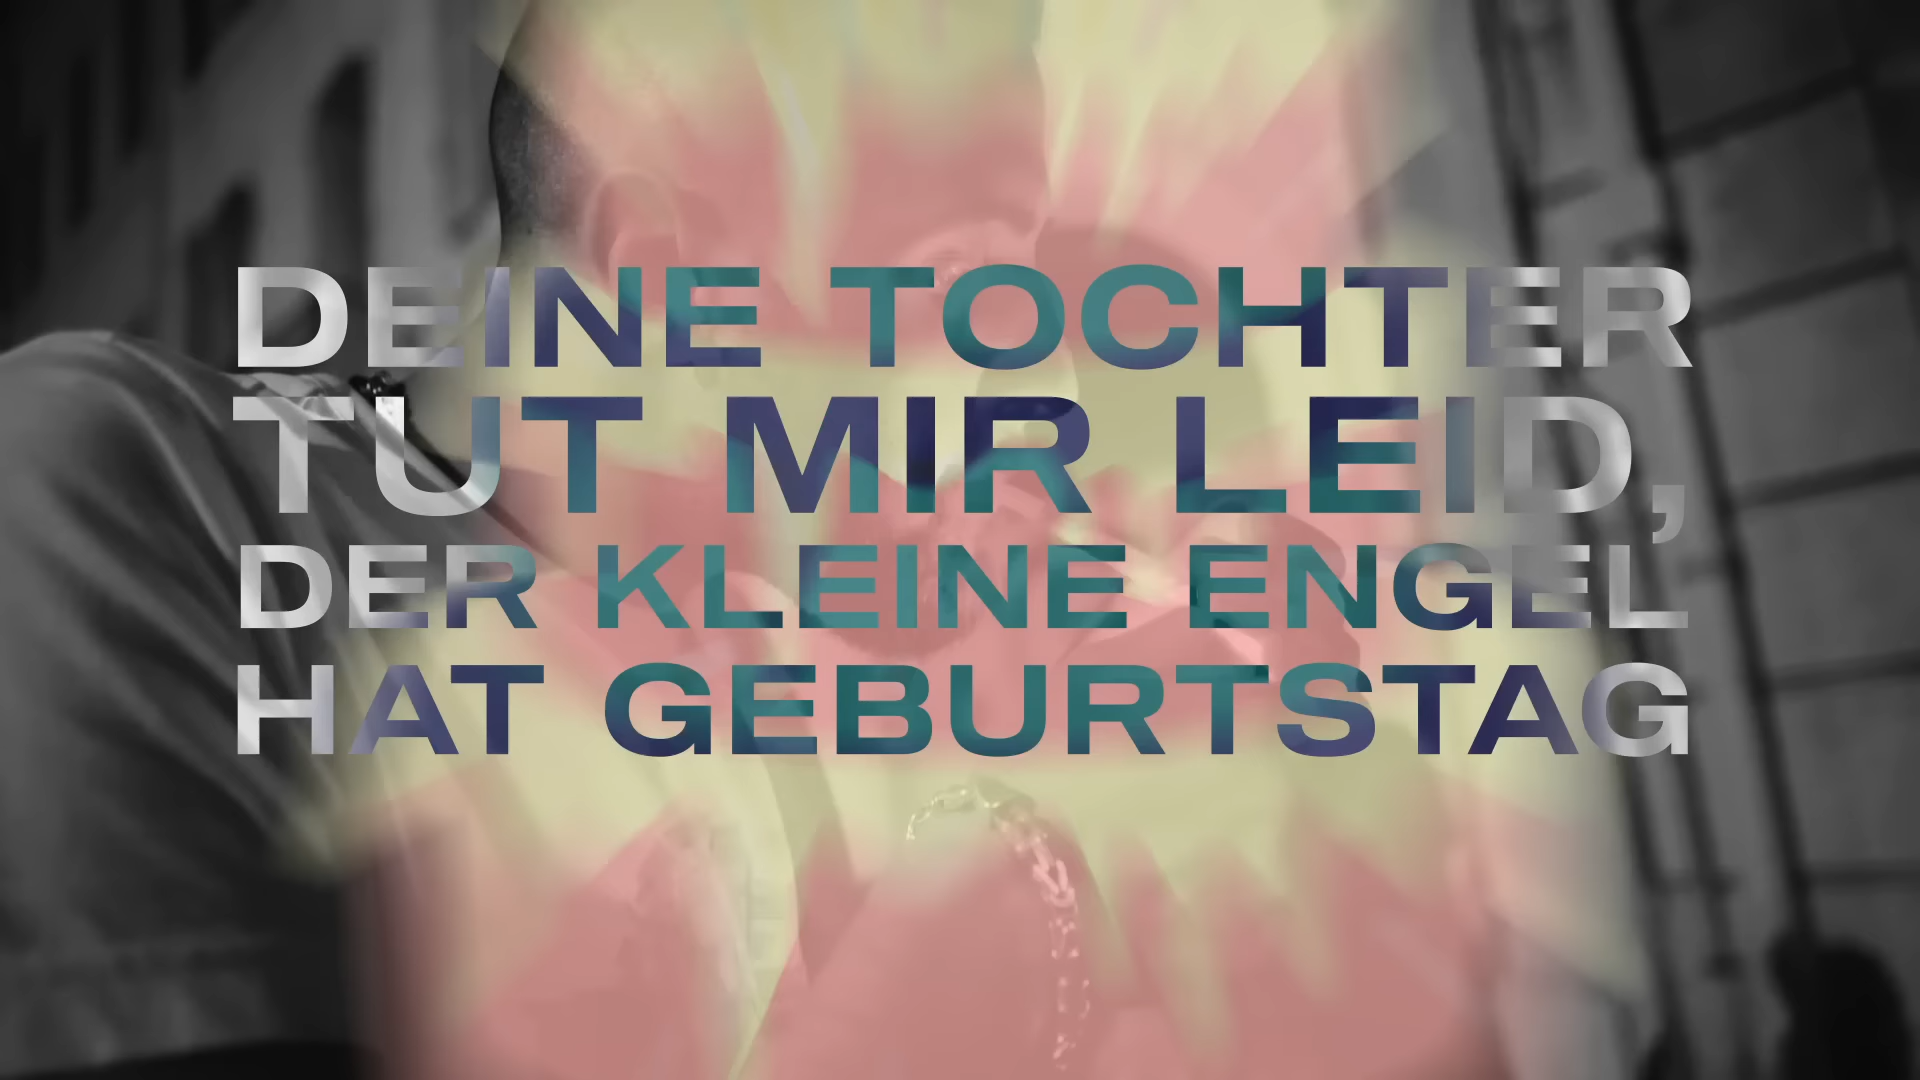 DEINE TOCHTER
TUT MIR LEID,
DER KLEINE ENGEL
HAT GEBURTSTAG